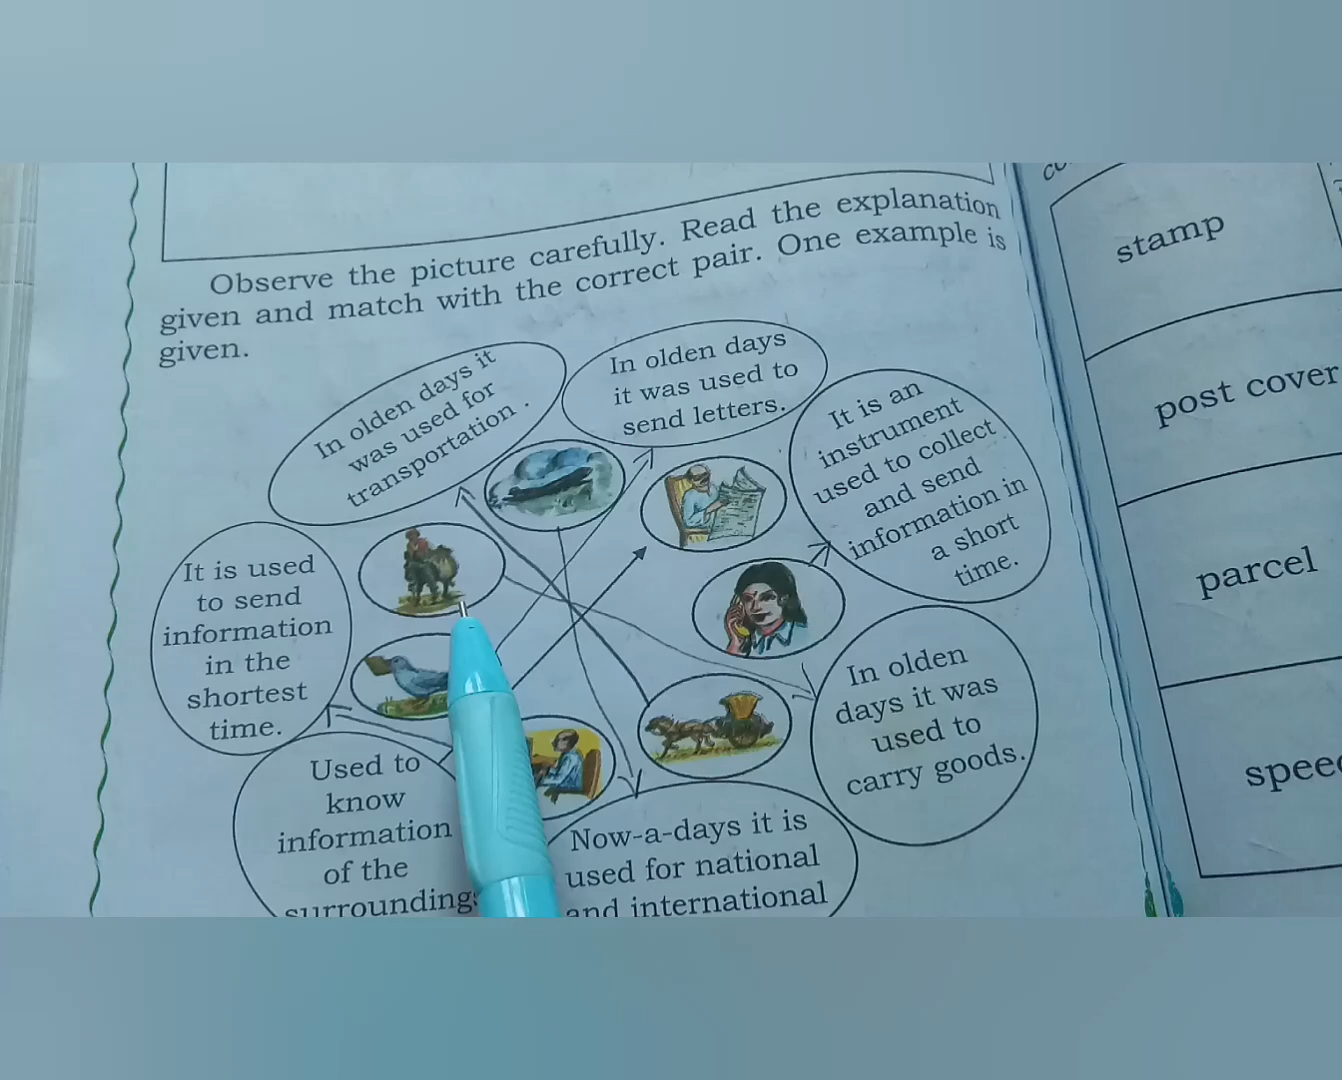 Observe the picture carefully. Read the explanation
given and match with the correct pair. One example is
given.
In olden days it
was used for
transportation .
In olden days
it was used to
send letters.
It is an
instrument
used to collect
and send
information in
a short
time.
It is used
to send
information
in the
shortest
time.
In olden
days it was
used to
carry goods.
Used to
know
information
of the
surroundings
Now-a-days it is
used for national
and international
stamp
post cover
parcel